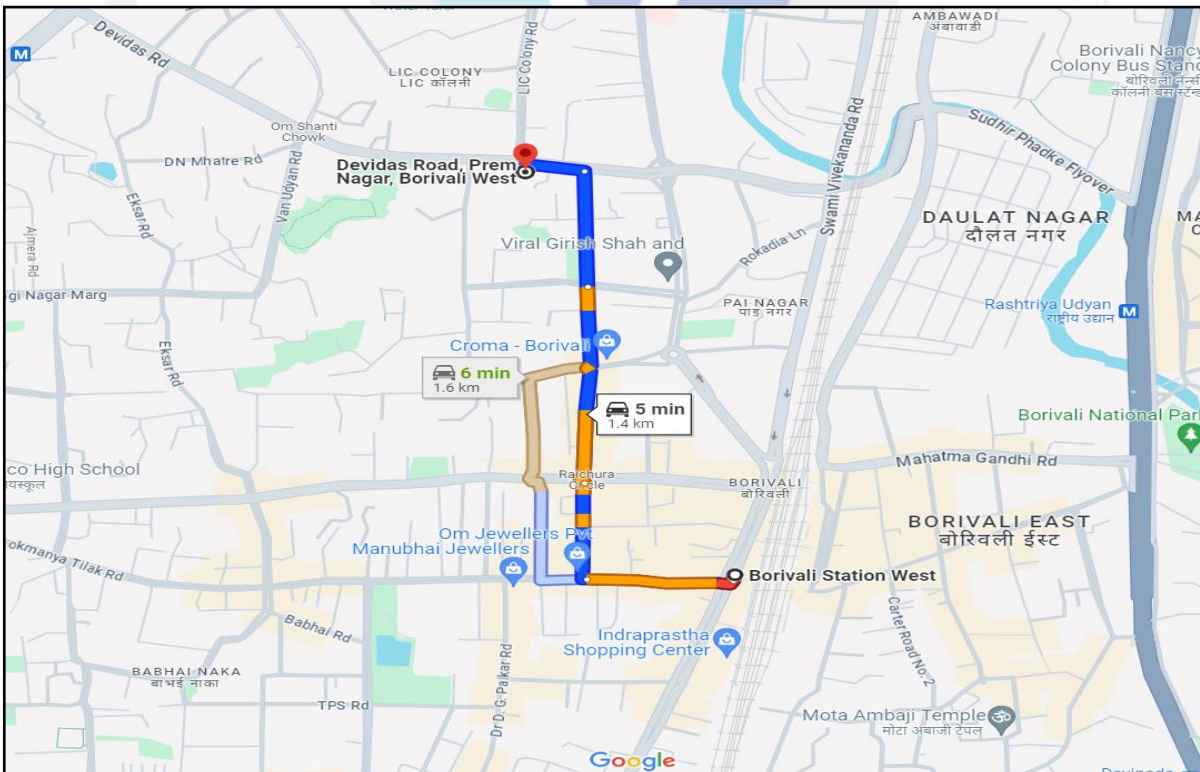 AMBAWADI
अंबावाडी
Devidas Rd
M
LIC Colony Rd
LIC COLONY
LIC कॉलनी
Borivali Nancy
Colony Bus Stand
बोरिवली नॅन्सी
कॉलनी बस स्टॅन्ड
Swami Vivekananda Rd
Sudhir Phadke Flyover
Om Shanti
Chowk
DN Mhatre Rd
Van Udyan Rd
Devidas Road, Prem
Nagar, Borivali West
Eksar Rd
Ajmera Rd
DAULAT NAGAR
दौलत नगर
Viral Girish Shah and
Rokadia Ln
gi Nagar Marg
PAI NAGAR
पाई नगर
Rashtriya Udyan
राष्ट्रीय उद्यान
M
Croma - Borivali
Eksar Rd
6 min
1.6 km
5 min
1.4 km
Borivali National Par
co High School
यस्कूल
Raichura
Circle
BORIVALI
बोरिवली
Mahatma Gandhi Rd
BORIVALI EAST
बोरिवली ईस्ट
Om Jewellers Pvt
Manubhai Jewellers
okmanya Tilak Rd
Borivali Station West
Babhai Rd
Indraprastha
Shopping Center
Carter Road No. 2
BABHAI NAKA
बाभई नाका
Dr D. G. Palkar Rd
TPS Rd
Mota Ambaji Temple
मोटा अंबाजी टेंपल
Google